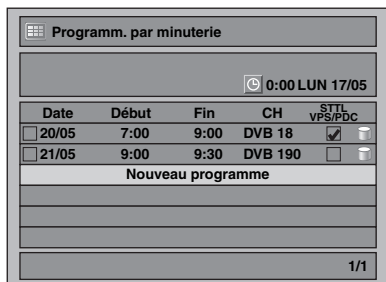 Programm. par minuterie
0:00 LUN 17/05
Date Début Fin CH STTL VPS/PDC
20/05 7:00 9:00 DVB 18
21/05 9:00 9:30 DVB 190
Nouveau programme
1/1